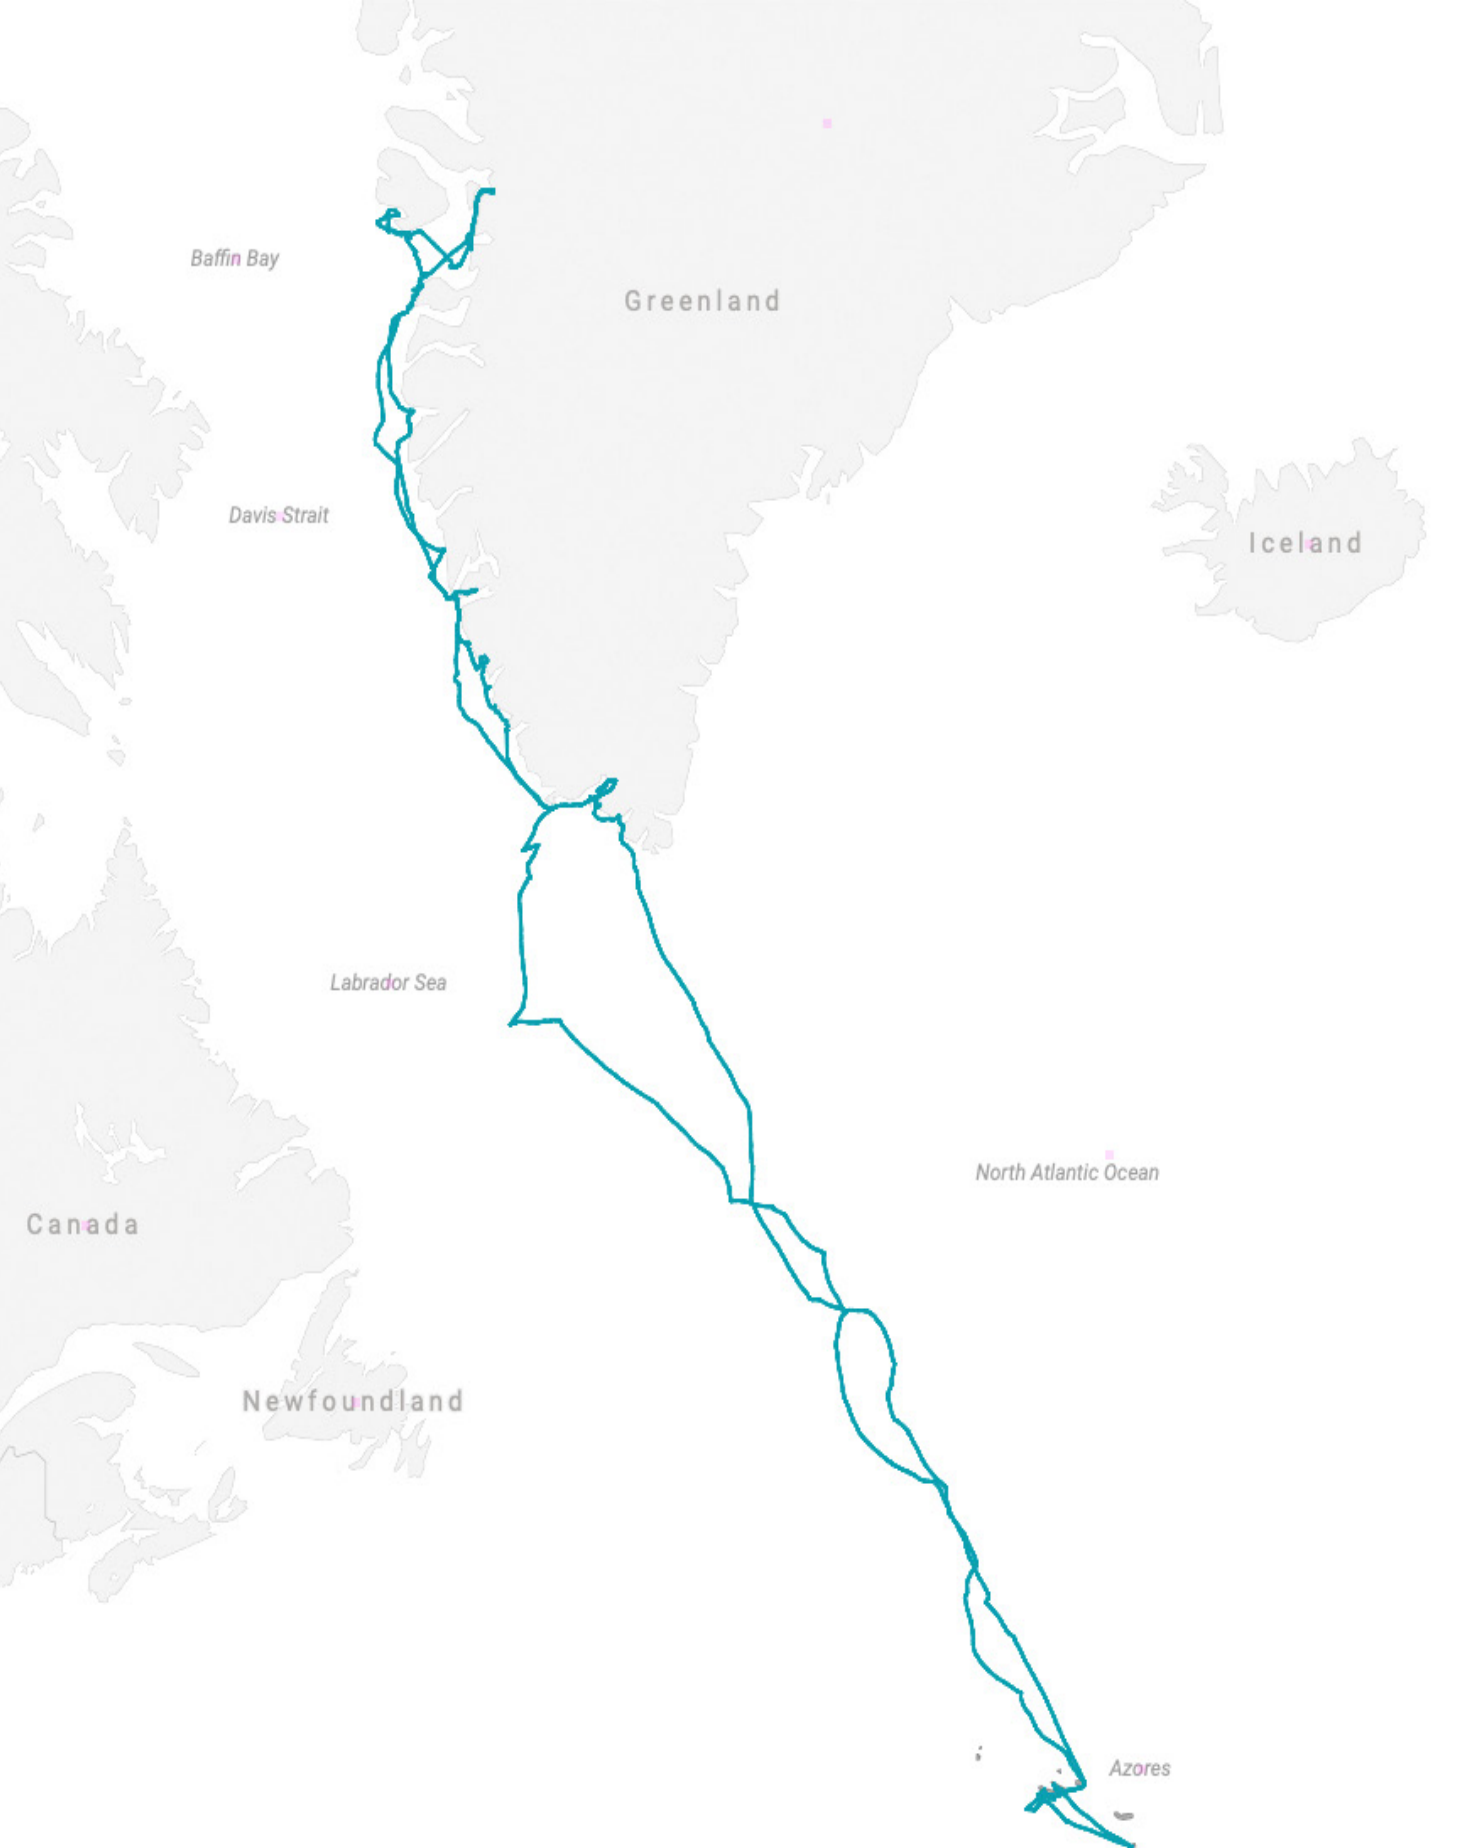 Baffin Bay
Greenland
Davis Strait
Iceland
Labrador Sea
North Atlantic Ocean
Canada
Newfoundland
Azores